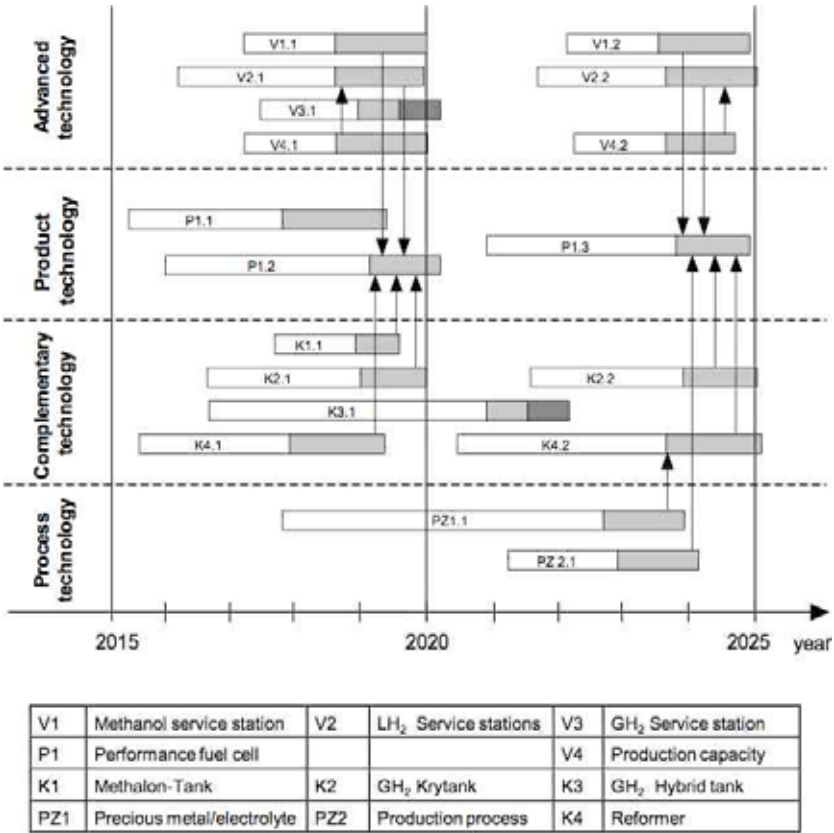 Advanced
technology
V1.1
V1.2
V2.1
V2.2
V3.1
V4.1
V4.2
Product
technology
P1.1
P1.3
P1.2
Complementary
technology
K1.1
K2.1
K2.2
K3.1
K4.1
K4.2
Process
technology
PZ1.1
PZ 2.1
2015 2020 2025 year
V1 Methanol service station V2 LH₂ Service stations V3 GH₂ Service station
P1 Performance fuel cell V4 Production capacity
K1 Methalon-Tank K2 GH₂ Krytank K3 GH₂ Hybrid tank
PZ1 Precious metal/electrolyte PZ2 Production process K4 Reformer